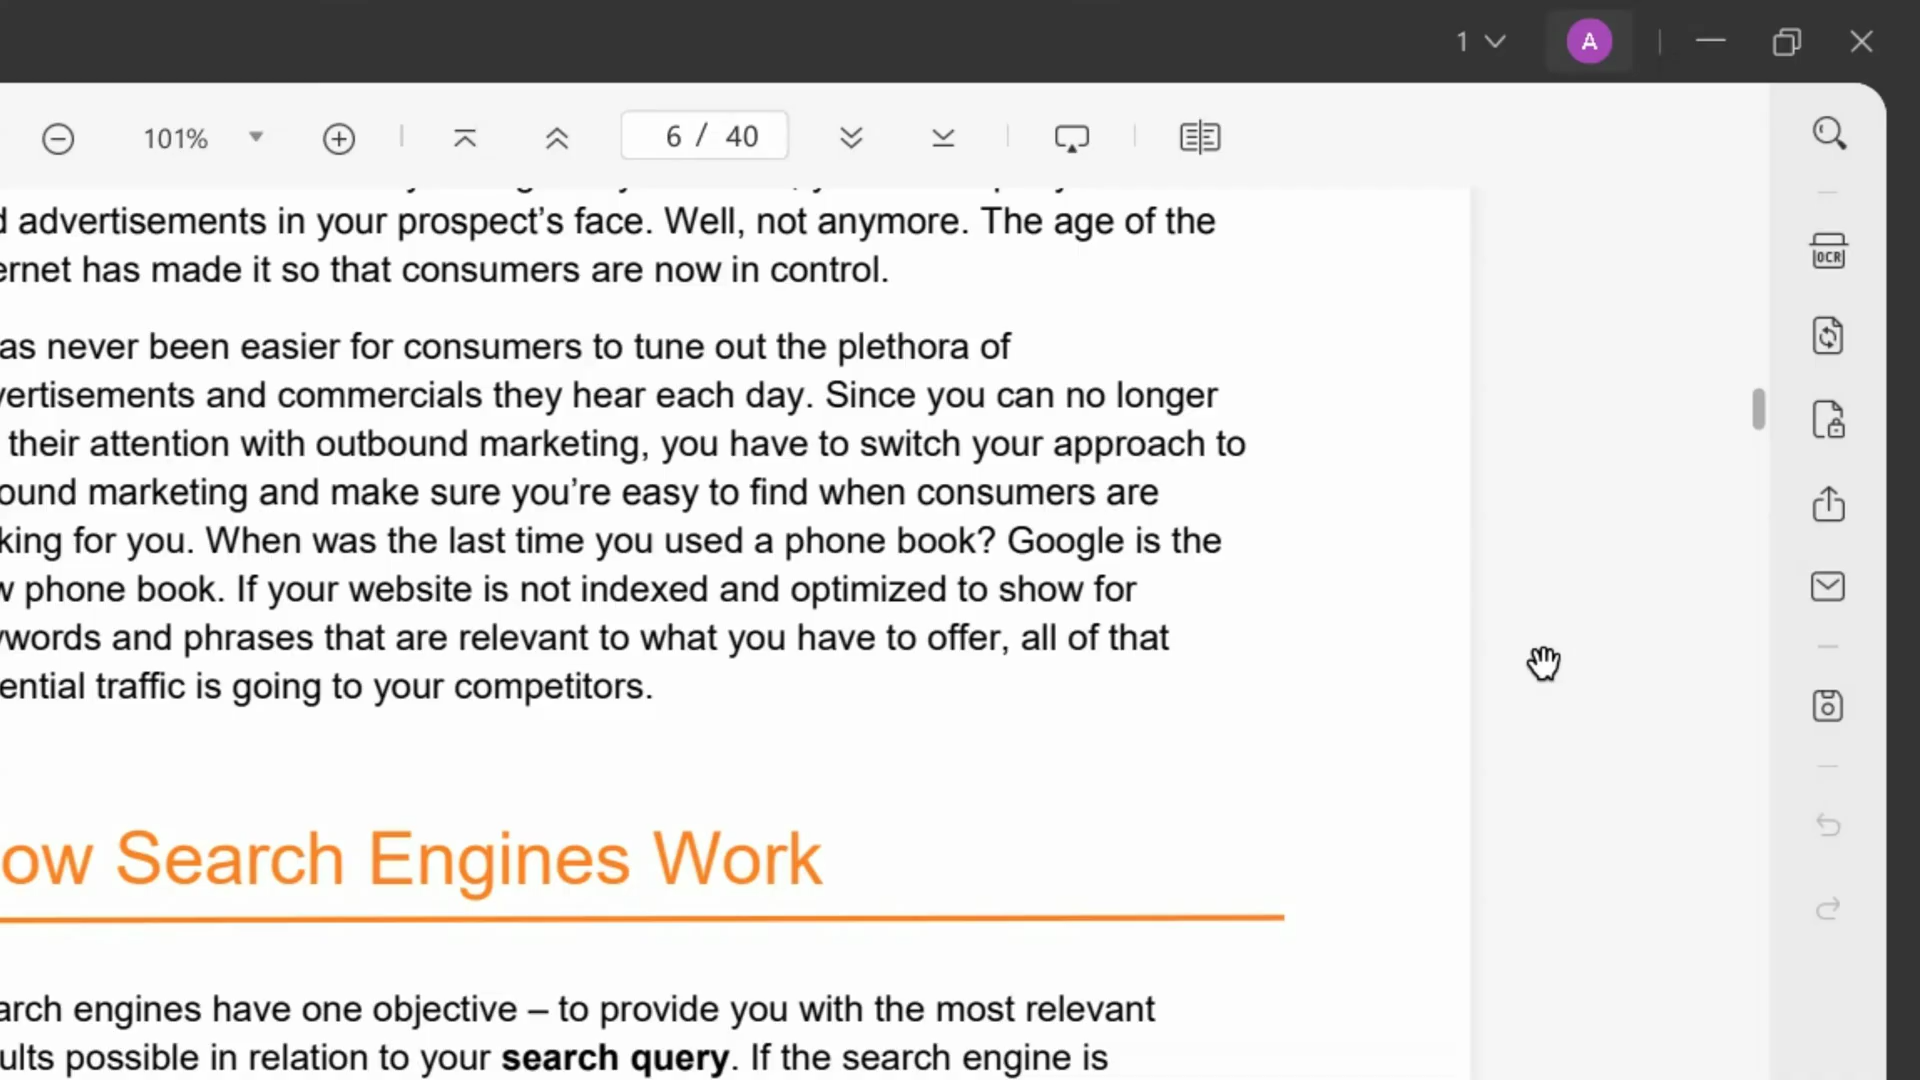 1
A
101%
6 / 40
advertisements in your prospect’s face. Well, not anymore. The age of the
ernet has made it so that consumers are now in control.
as never been easier for consumers to tune out the plethora of
vertisements and commercials they hear each day. Since you can no longer
their attention with outbound marketing, you have to switch your approach to
ound marketing and make sure you’re easy to find when consumers are
king for you. When was the last time you used a phone book? Google is the
w phone book. If your website is not indexed and optimized to show for
words and phrases that are relevant to what you have to offer, all of that
ential traffic is going to your competitors.
ow Search Engines Work
arch engines have one objective – to provide you with the most relevant
ults possible in relation to your search query. If the search engine is
OCR